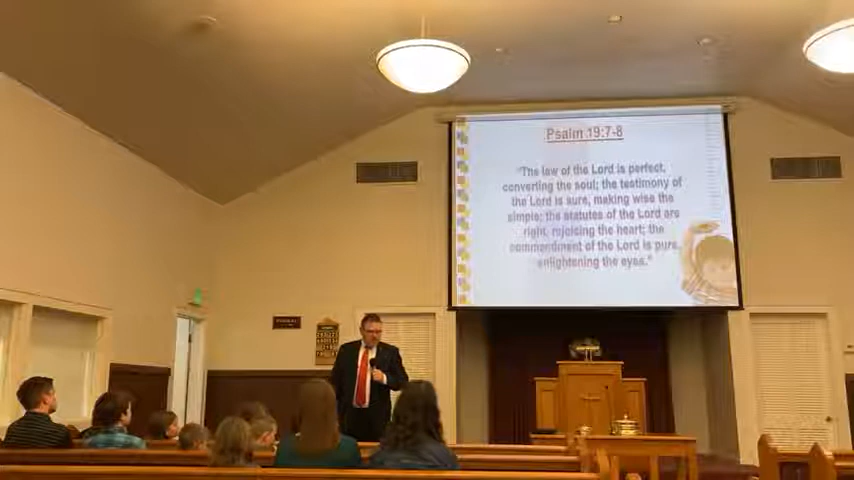 Psalm 19:7-8
"The law of the Lord is perfect,
converting the soul; the testimony of
the Lord is sure, making wise the
simple; the statutes of the Lord are
right, rejoicing the heart; the
commandment of the Lord is pure,
enlightening the eyes."